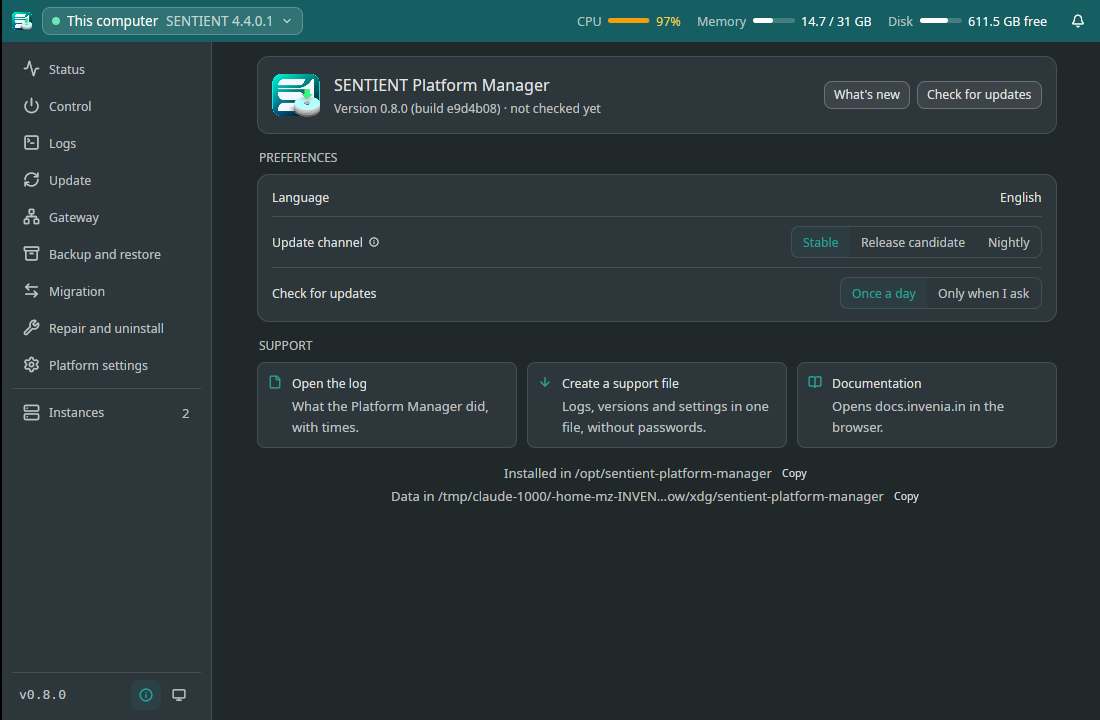 This computer SENTIENT 4.4.0.1
CPU 97% Memory 14.7 / 31 GB Disk 611.5 GB free
Status
Control
Logs
Update
Gateway
Backup and restore
Migration
Repair and uninstall
Platform settings
Instances 2
v0.8.0
SENTIENT Platform Manager
Version 0.8.0 (build e9d4b08) · not checked yet
What's new
Check for updates
PREFERENCES
Language English
Update channel Stable Release candidate Nightly
Check for updates Once a day Only when I ask
SUPPORT
Open the log
What the Platform Manager did,
with times.
Create a support file
Logs, versions and settings in one
file, without passwords.
Documentation
Opens docs.invenia.in in the
browser.
Installed in /opt/sentient-platform-manager Copy
Data in /tmp/claude-1000/-home-mz-INVEN...ow/xdg/sentient-platform-manager Copy